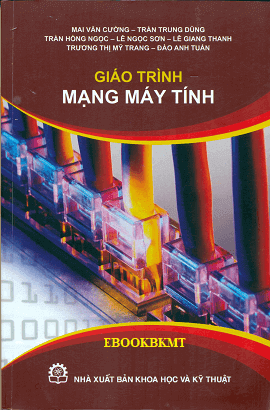 MAI VĂN CƯỜNG – TRẦN TRUNG DŨNG
TRẦN HỒNG NGỌC – LÊ NGỌC SƠN – LÊ GIANG THANH
TRƯƠNG THỊ MỸ TRANG – ĐÀO ANH TUẤN
GIÁO TRÌNH
MẠNG MÁY TÍNH
EBOOKBKMT
NHÀ XUẤT BẢN KHOA HỌC VÀ KỸ THUẬT